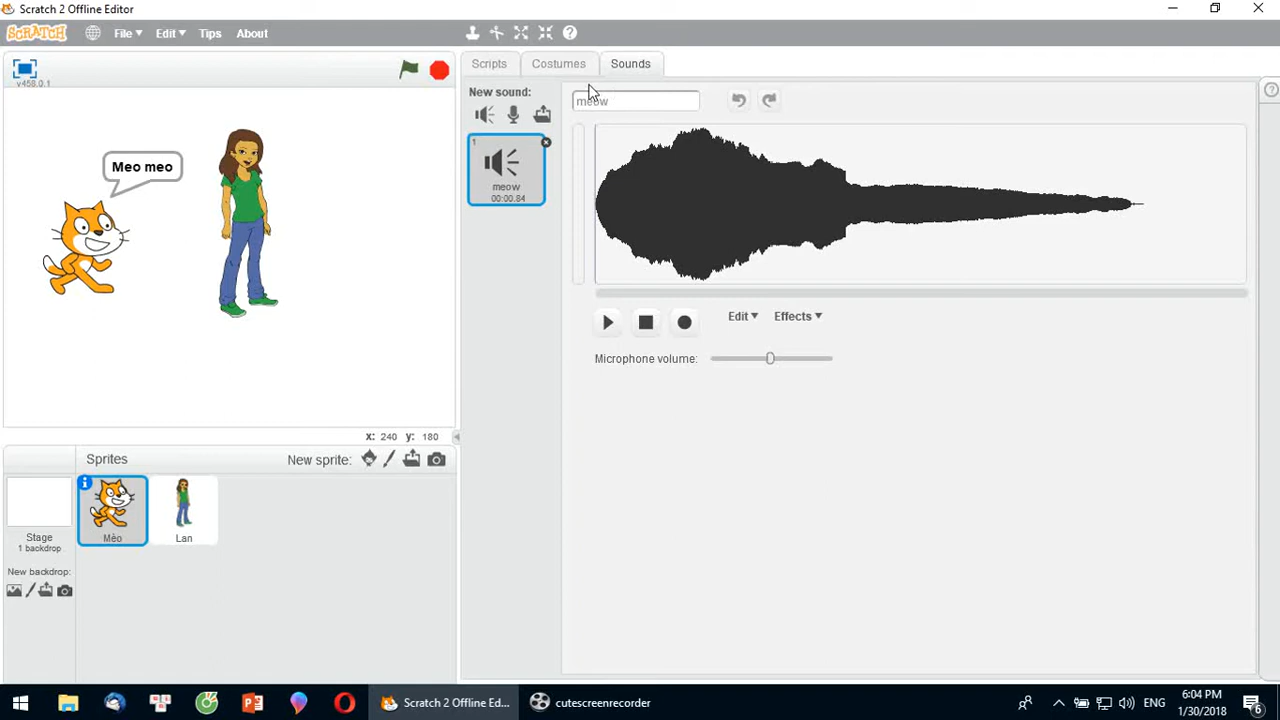 Scratch 2 Offline Editor
SCRATCH File Edit Tips About
v458.0.1
Scripts Costumes Sounds
New sound:
meow
1
meow
00:00.84
Meo meo
Edit Effects
Microphone volume:
x: 240 y: 180
Sprites New sprite:
Stage
1 backdrop
New backdrop:
Mèo
Lan
Scratch 2 Offline Ed...
cutescreenrecorder
ENG
6:04 PM
1/30/2018
6